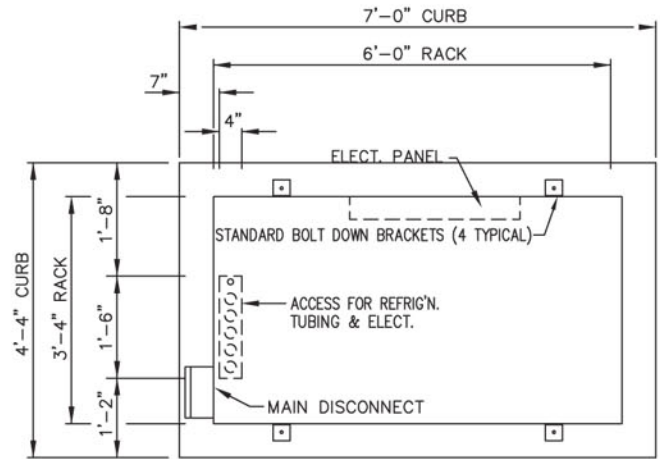 7'-0" CURB
6'-0" RACK
7"
4"
ELECT. PANEL
STANDARD BOLT DOWN BRACKETS (4 TYPICAL)
4'-4" CURB
3'-4" RACK
1'-8"
1'-6"
1'-2"
ACCESS FOR REFRIG'N.
TUBING & ELECT.
MAIN DISCONNECT